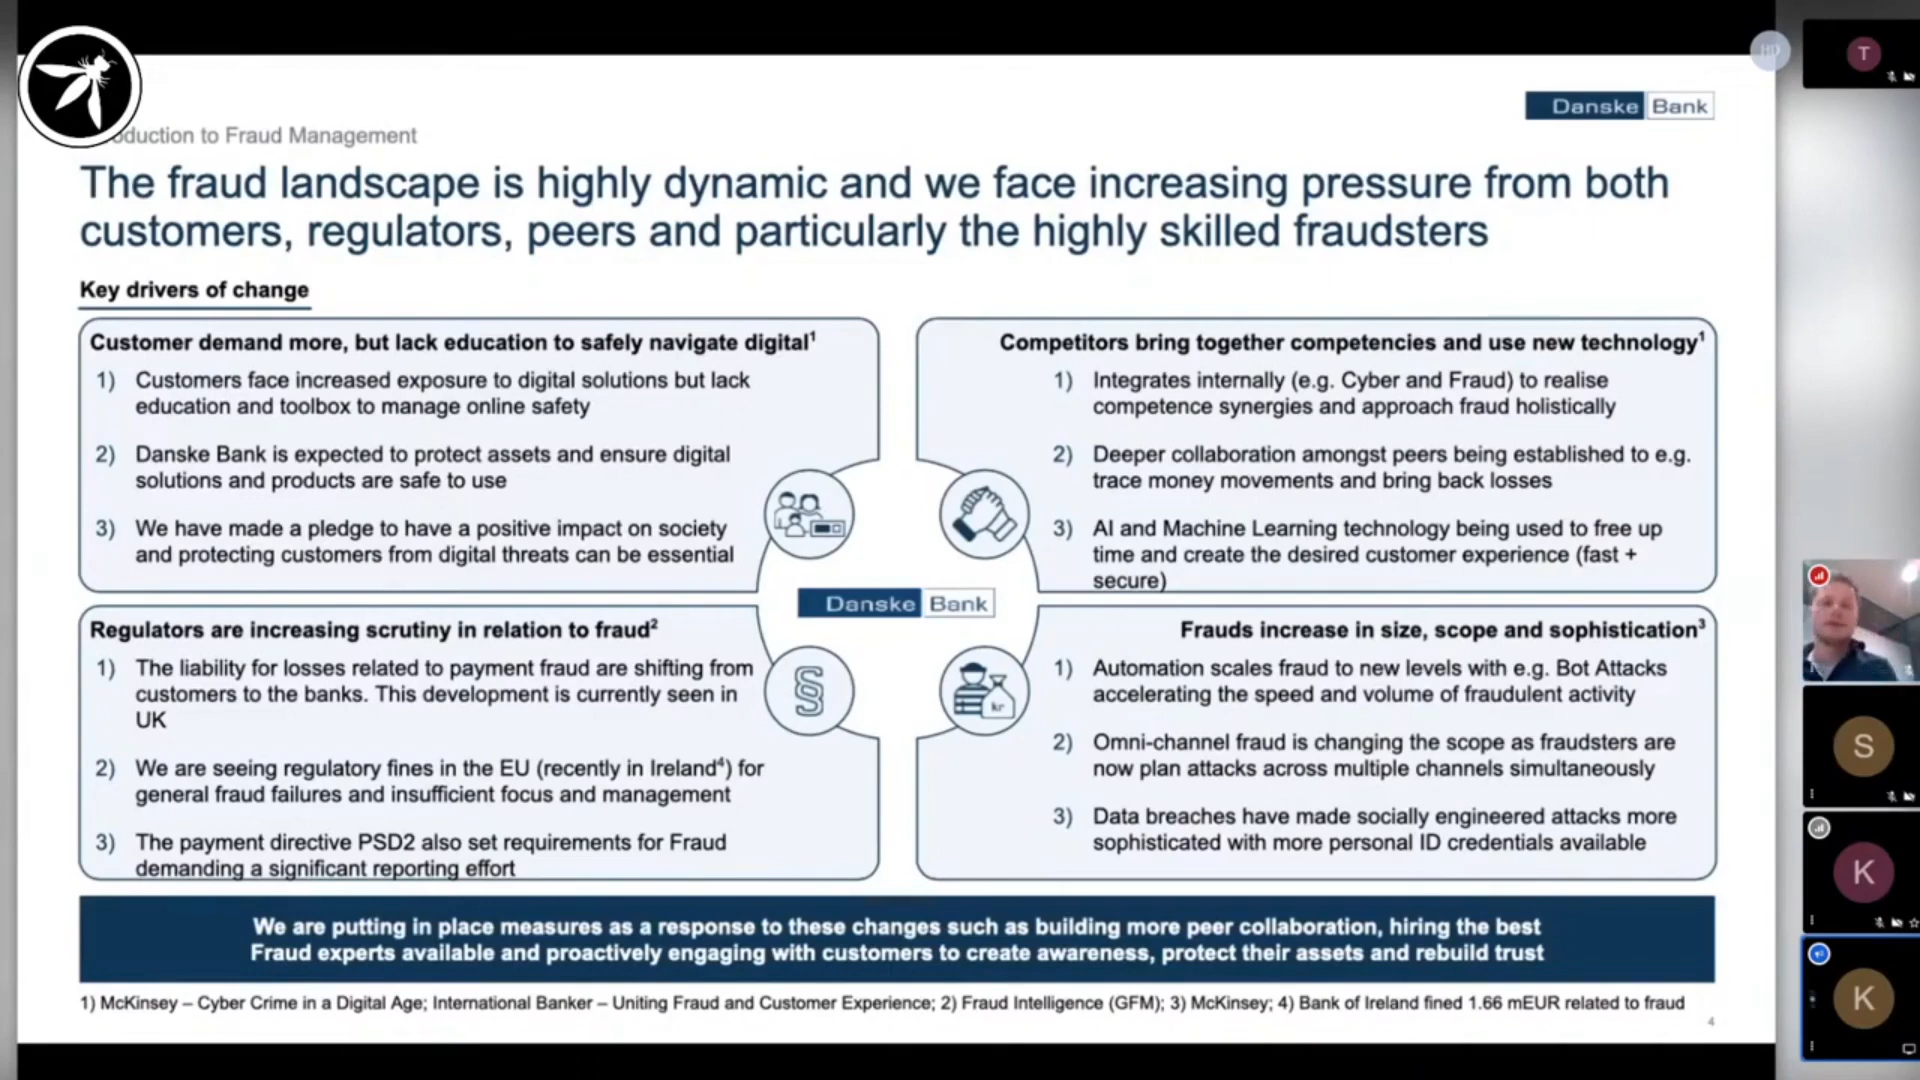 Danske Bank
duction to Fraud Management
The fraud landscape is highly dynamic and we face increasing pressure from both
customers, regulators, peers and particularly the highly skilled fraudsters
Key drivers of change
Customer demand more, but lack education to safely navigate digital¹
1) Customers face increased exposure to digital solutions but lack
education and toolbox to manage online safety
2) Danske Bank is expected to protect assets and ensure digital
solutions and products are safe to use
3) We have made a pledge to have a positive impact on society
and protecting customers from digital threats can be essential
Competitors bring together competencies and use new technology¹
1) Integrates internally (e.g. Cyber and Fraud) to realise
competence synergies and approach fraud holistically
2) Deeper collaboration amongst peers being established to e.g.
trace money movements and bring back losses
3) AI and Machine Learning technology being used to free up
time and create the desired customer experience (fast +
secure)
Danske Bank
Regulators are increasing scrutiny in relation to fraud²
1) The liability for losses related to payment fraud are shifting from
customers to the banks. This development is currently seen in
UK
2) We are seeing regulatory fines in the EU (recently in Ireland⁴) for
general fraud failures and insufficient focus and management
3) The payment directive PSD2 also set requirements for Fraud
demanding a significant reporting effort
§
kr
Frauds increase in size, scope and sophistication³
1) Automation scales fraud to new levels with e.g. Bot Attacks
accelerating the speed and volume of fraudulent activity
2) Omni-channel fraud is changing the scope as fraudsters are
now plan attacks across multiple channels simultaneously
3) Data breaches have made socially engineered attacks more
sophisticated with more personal ID credentials available
We are putting in place measures as a response to these changes such as building more peer collaboration, hiring the best
Fraud experts available and proactively engaging with customers to create awareness, protect their assets and rebuild trust
1) McKinsey – Cyber Crime in a Digital Age; International Banker – Uniting Fraud and Customer Experience; 2) Fraud Intelligence (GFM); 3) McKinsey; 4) Bank of Ireland fined 1.66 mEUR related to fraud
4
HD
T
S
K
K